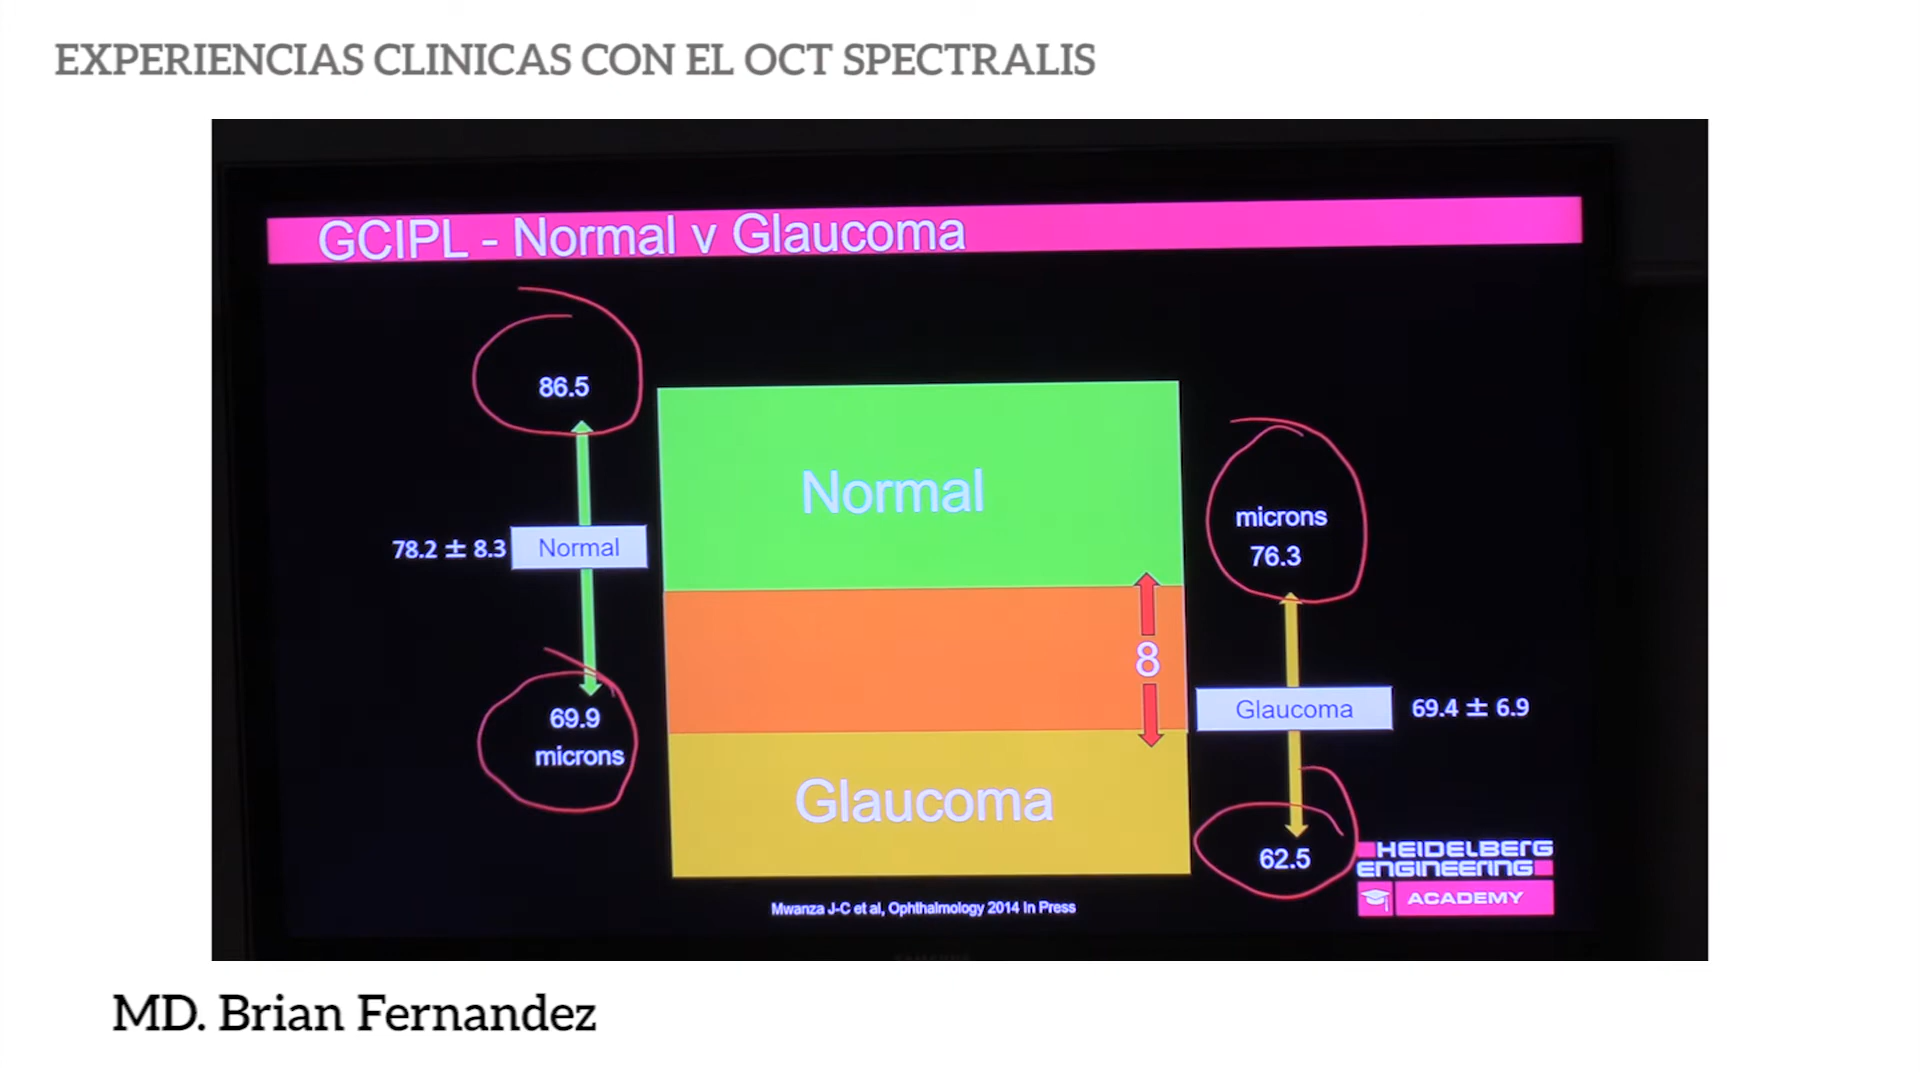 EXPERIENCIAS CLINICAS CON EL OCT SPECTRALIS
GCIPL - Normal v Glaucoma
86.5
Normal
microns
76.3
78.2 ± 8.3 Normal
8
69.9
microns
Glaucoma 69.4 ± 6.9
Glaucoma
62.5
HEIDELBERG
ENGINEERING
ACADEMY
Mwanza J-C et al, Ophthalmology 2014 In Press
MD. Brian Fernandez